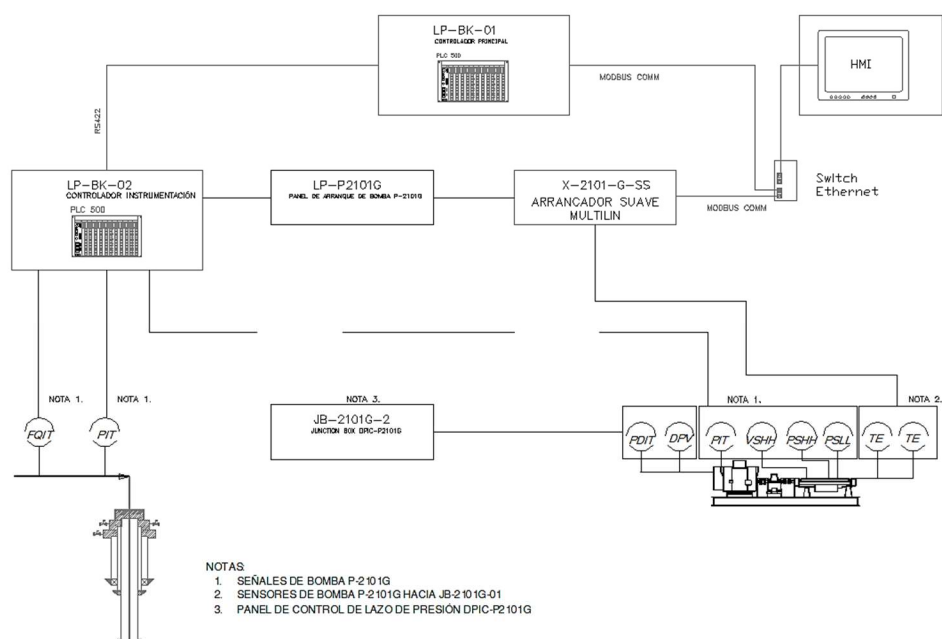 LP-BK-01
CONTROLADOR PRINCIPAL
PLC 500
HMI
MODBUS COMM
RS422
LP-BK-02
CONTROLADOR INSTRUMENTACIÓN
PLC 500
LP-P2101G
PANEL DE ARRANQUE DE BOMBA P-2101G
X-2101-G-SS
ARRANCADOR SUAVE
MULTILIN
MODBUS COMM
Switch
Ethernet
NOTA 1.
NOTA 1.
NOTA 3.
NOTA 1.
NOTA 2.
FQIT
PIT
JB-2101G-2
JUNCTION BOX DPIC-P2101G
PDIT
DPV
PIT
VSHH
PSHH
PSLL
TE
TE
NOTAS:
1. SEÑALES DE BOMBA P-2101G
2. SENSORES DE BOMBA P-2101G HACIA JB-2101G-01
3. PANEL DE CONTROL DE LAZO DE PRESIÓN DPIC-P2101G